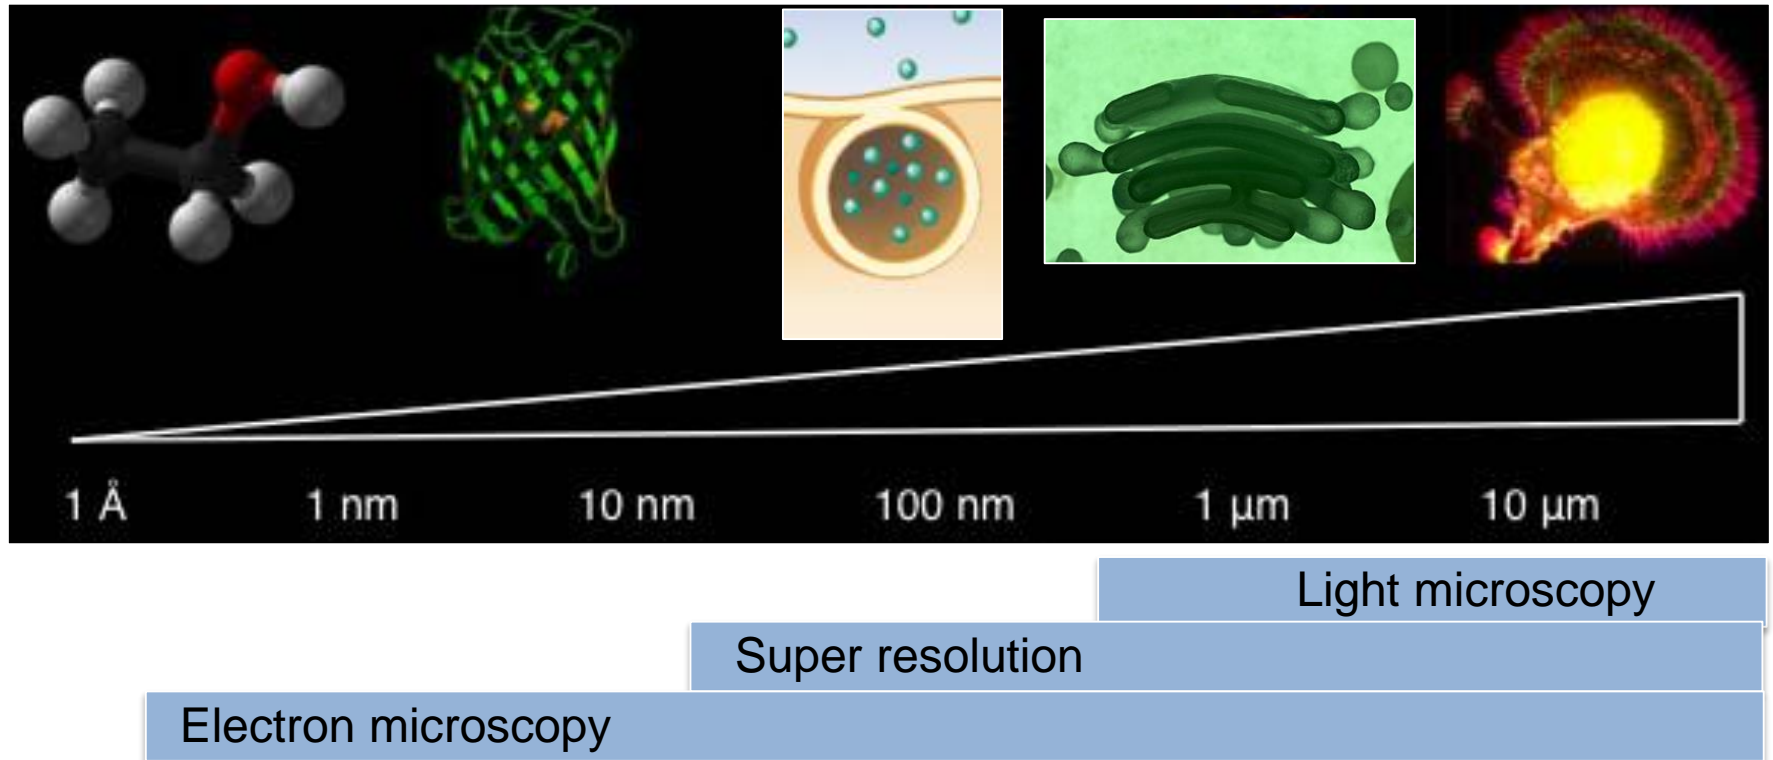 1 Å 1 nm 10 nm 100 nm 1 µm 10 µm
Light microscopy
Super resolution
Electron microscopy